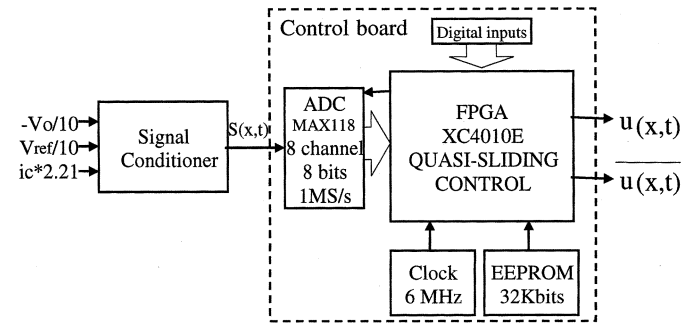 Control board
Digital inputs
-Vo/10
Vref/10
ic*2.21
Signal
Conditioner
S(x,t)
ADC
MAX118
8 channel
8 bits
1MS/s
FPGA
XC4010E
QUASI-SLIDING
CONTROL
u(x,t)
u(x,t)
Clock
6 MHz
EEPROM
32Kbits